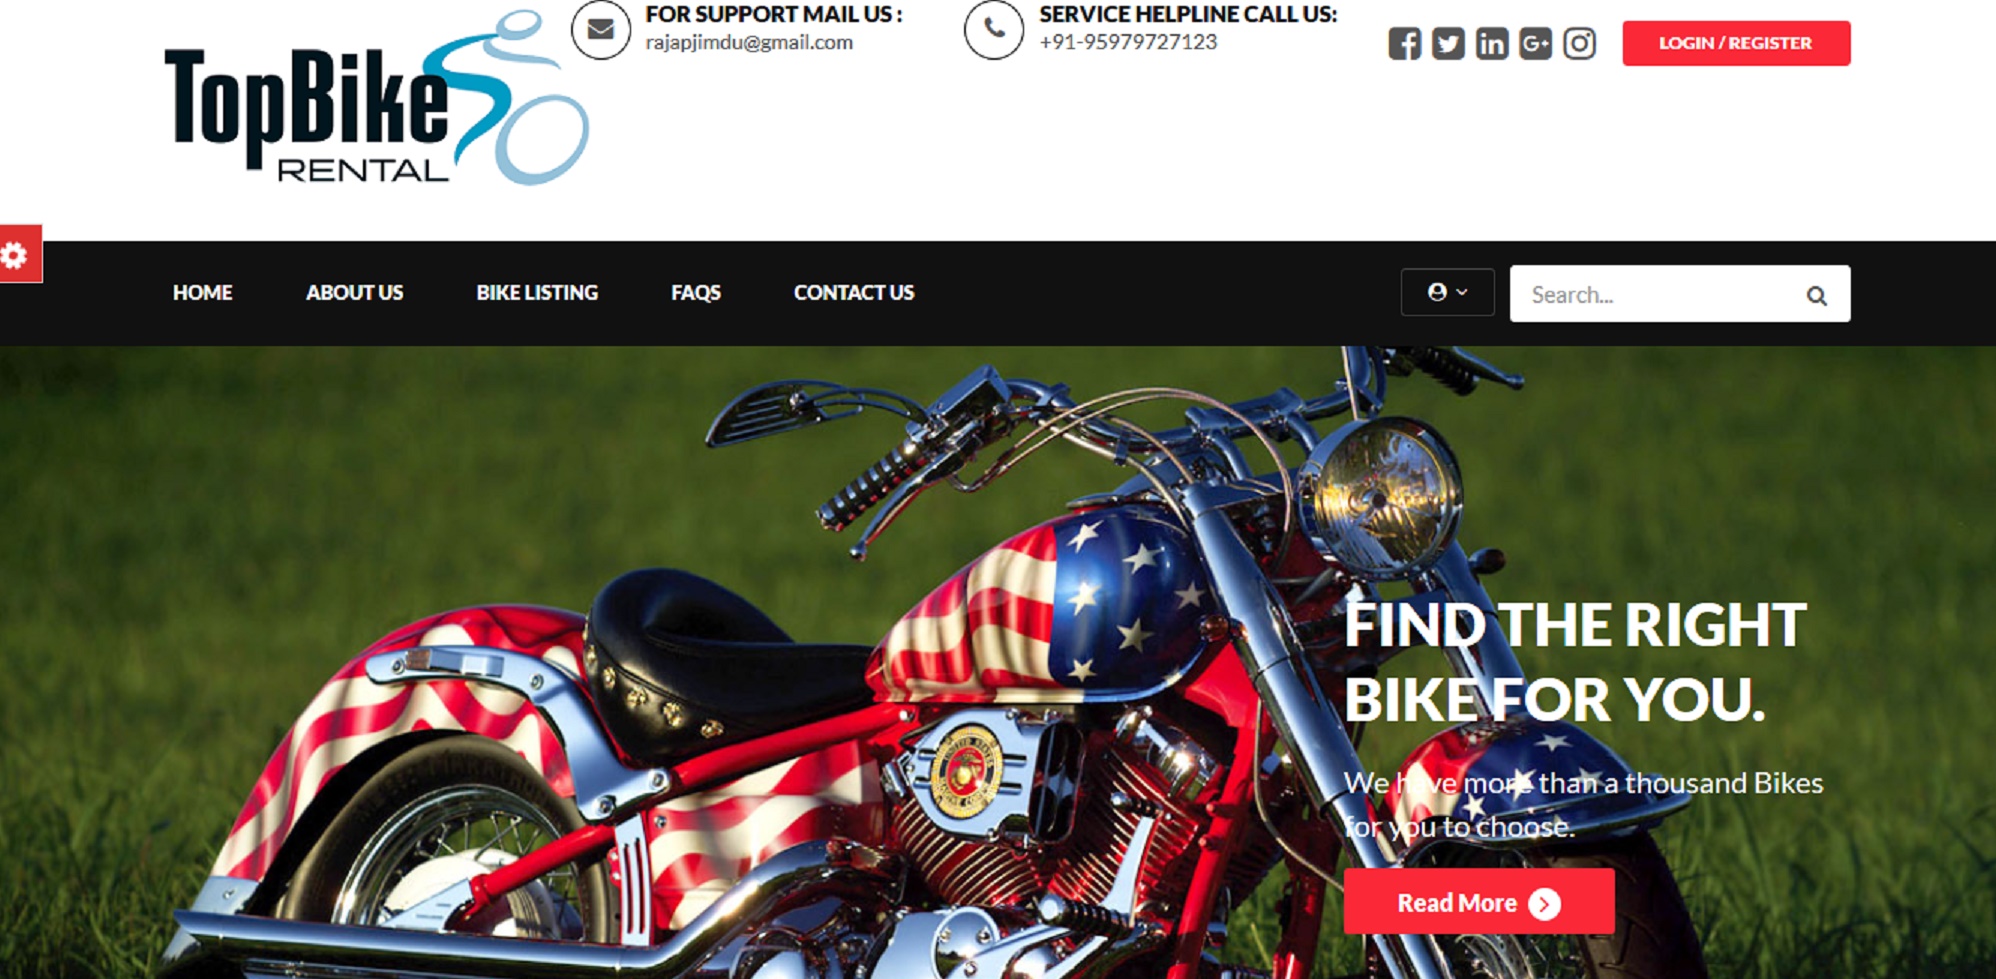 TopBike
RENTAL
FOR SUPPORT MAIL US :
rajapjimdu@gmail.com
SERVICE HELPLINE CALL US:
+91-95979727123
LOGIN / REGISTER
HOME
ABOUT US
BIKE LISTING
FAQS
CONTACT US
Search...
UNITED STATES
FIND THE RIGHT
BIKE FOR YOU.
We have more than a thousand Bikes
for you to choose.
Read More